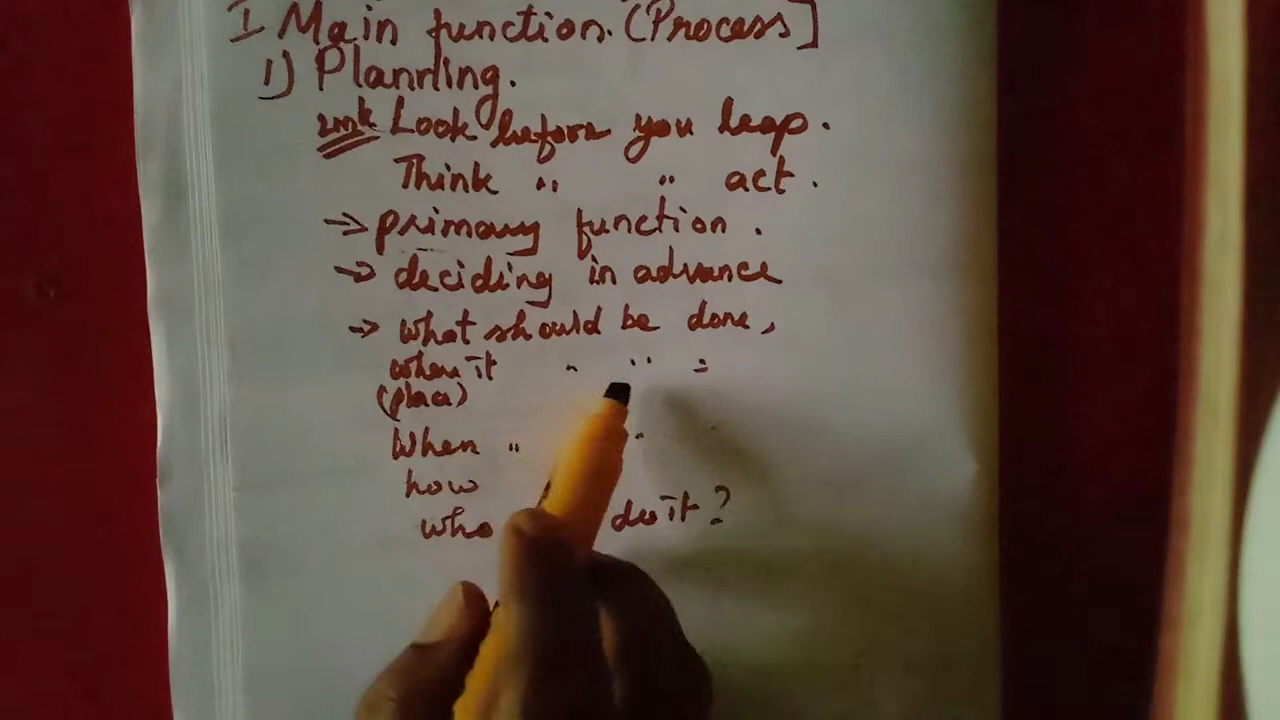 I Main function. (Process]
1) Planning.
2mk Look before you leap.
Think " " act.
→ primary function.
→ deciding in advance
→ what should be done,
where it " " "
(place)
When " "
how
who do it?